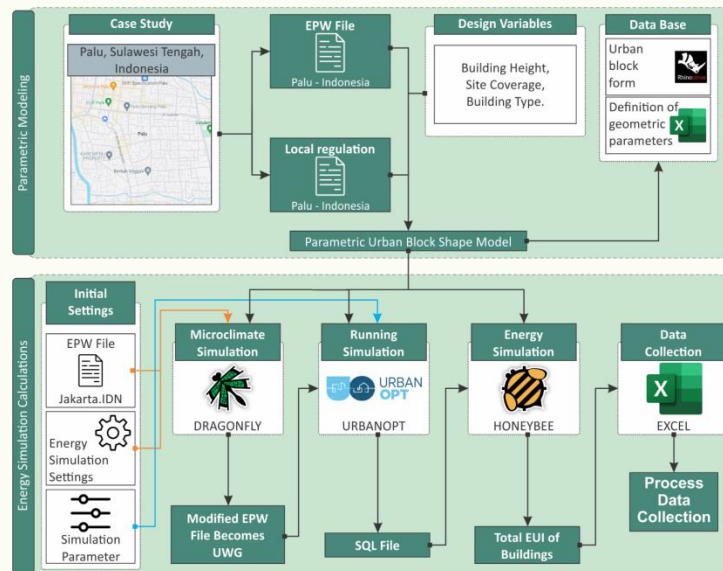 Parametric Modeling
Case Study
Palu, Sulawesi Tengah,
Indonesia
Palu
EPW File
Palu - Indonesia
Local regulation
Palu - Indonesia
Design Variables
Building Height,
Site Coverage,
Building Type.
Data Base
Urban
block
form
Rhinoceros
Definition of
geometric
parameters
Parametric Urban Block Shape Model
Energy Simulation Calculations
Initial
Settings
EPW File
Jakarta.IDN
Energy
Simulation
Settings
Simulation
Parameter
Microclimate
Simulation
DRAGONFLY
Modified EPW
File Becomes
UWG
Running
Simulation
URBAN
OPT
URBANOPT
SQL File
Energy
Simulation
HONEYBEE
Total EUI of
Buildings
Data
Collection
X
EXCEL
Process
Data
Collection